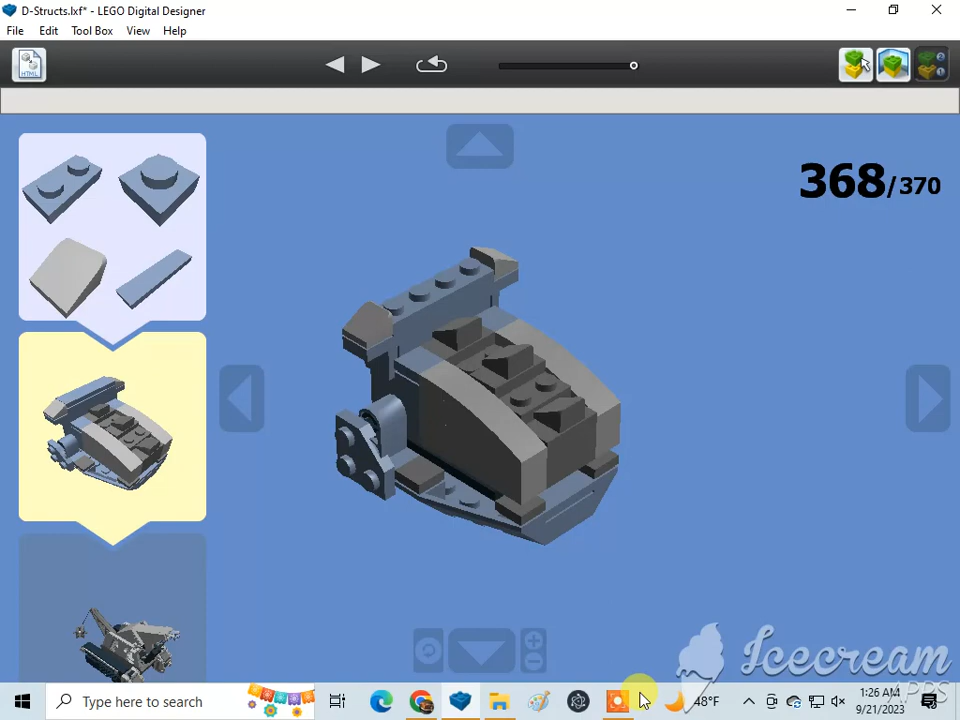 D-Structs.lxf* - LEGO Digital Designer
File Edit Tool Box View Help
HTML
368/370
Icecream
APPS
Type here to search
48°F
1:26 AM
9/21/2023